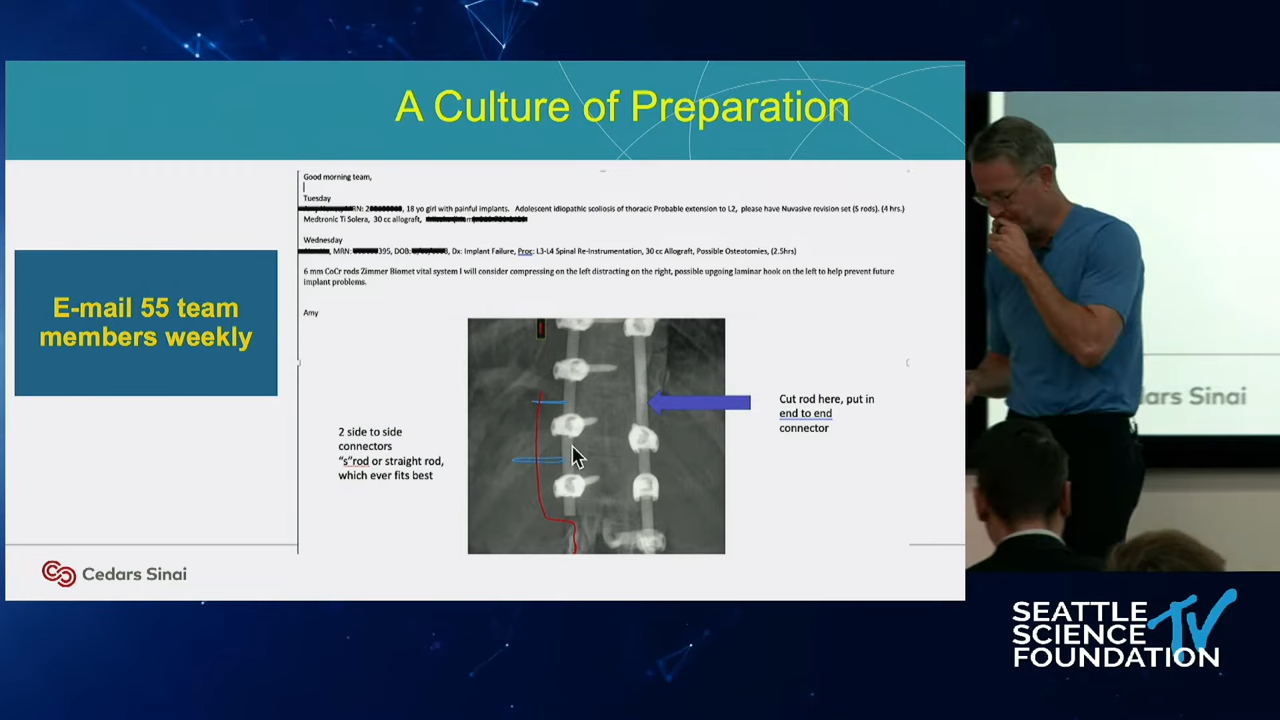 A Culture of Preparation
Good morning team,
Tuesday
MRN: 2, 18 yo girl with painful implants. Adolescent idiopathic scoliosis of thoracic Probable extension to L2, please have Nuvasive revision set (5 rods). (4 hrs.)
Medtronic Ti Solera, 30 cc allograft,
Wednesday
, MRN: 395, DOB: Dx: Implant Failure, Proc: L3-L4 Spinal Re-Instrumentation, 30 cc Allograft, Possible Osteotomies, (2.5hrs)
6 mm CoCr rods Zimmer Biomet vital system I will consider compressing on the left distracting on the right, possible upgoing laminar hook on the left to help prevent future
implant problems.
Amy
E-mail 55 team
members weekly
2 side to side
connectors
“s”rod or straight rod,
which ever fits best
Cut rod here, put in
end to end
connector
Cedars Sinai
dars Sinai
SEATTLE
SCIENCE
FOUNDATION
TV